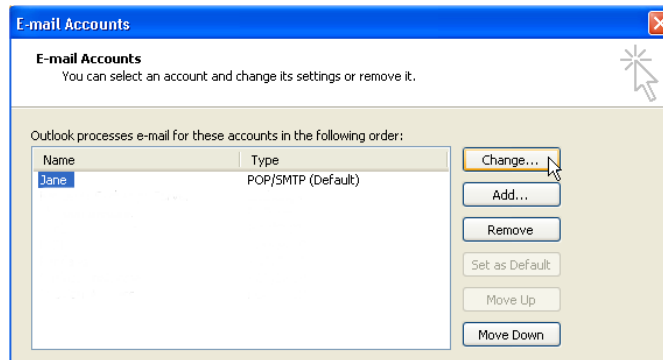 E-mail Accounts
E-mail Accounts
You can select an account and change its settings or remove it.
Outlook processes e-mail for these accounts in the following order:
Name Type
Jane POP/SMTP (Default)
Change...
Add...
Remove
Set as Default
Move Up
Move Down